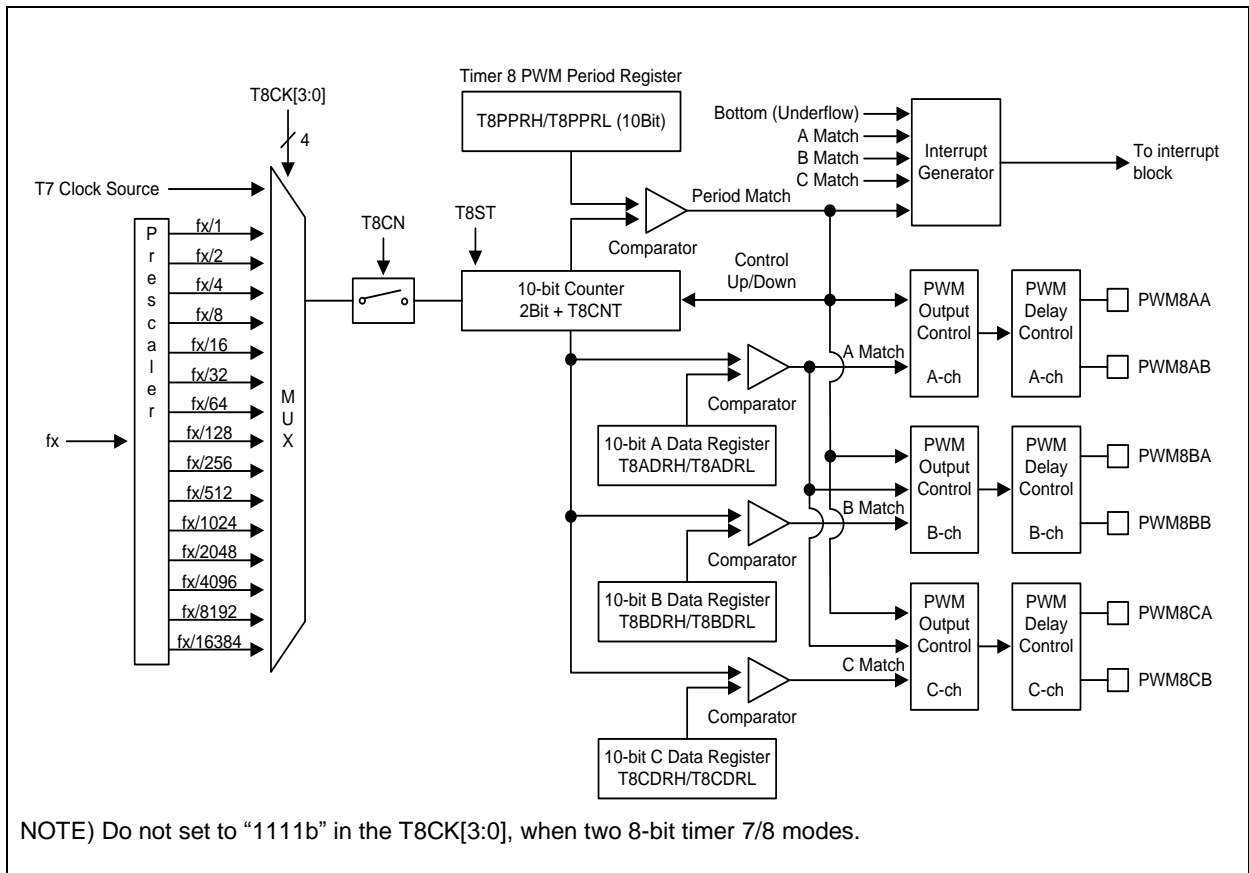 Timer 8 PWM Period Register
T8PPRH/T8PPRL (10Bit)
T8CK[3:0]
4
T7 Clock Source
Prescaler
fx
fx/1
fx/2
fx/4
fx/8
fx/16
fx/32
fx/64
fx/128
fx/256
fx/512
fx/1024
fx/2048
fx/4096
fx/8192
fx/16384
MUX
T8CN
T8ST
10-bit Counter
2Bit + T8CNT
Comparator
Period Match
Control
Up/Down
Bottom (Underflow)
A Match
B Match
C Match
Interrupt
Generator
To interrupt
block
A Match
Comparator
10-bit A Data Register
T8ADRH/T8ADRL
PWM
Output
Control
A-ch
PWM
Delay
Control
A-ch
PWM8AA
PWM8AB
B Match
Comparator
10-bit B Data Register
T8BDRH/T8BDRL
PWM
Output
Control
B-ch
PWM
Delay
Control
B-ch
PWM8BA
PWM8BB
C Match
Comparator
10-bit C Data Register
T8CDRH/T8CDRL
PWM
Output
Control
C-ch
PWM
Delay
Control
C-ch
PWM8CA
PWM8CB
NOTE) Do not set to “1111b” in the T8CK[3:0], when two 8-bit timer 7/8 modes.